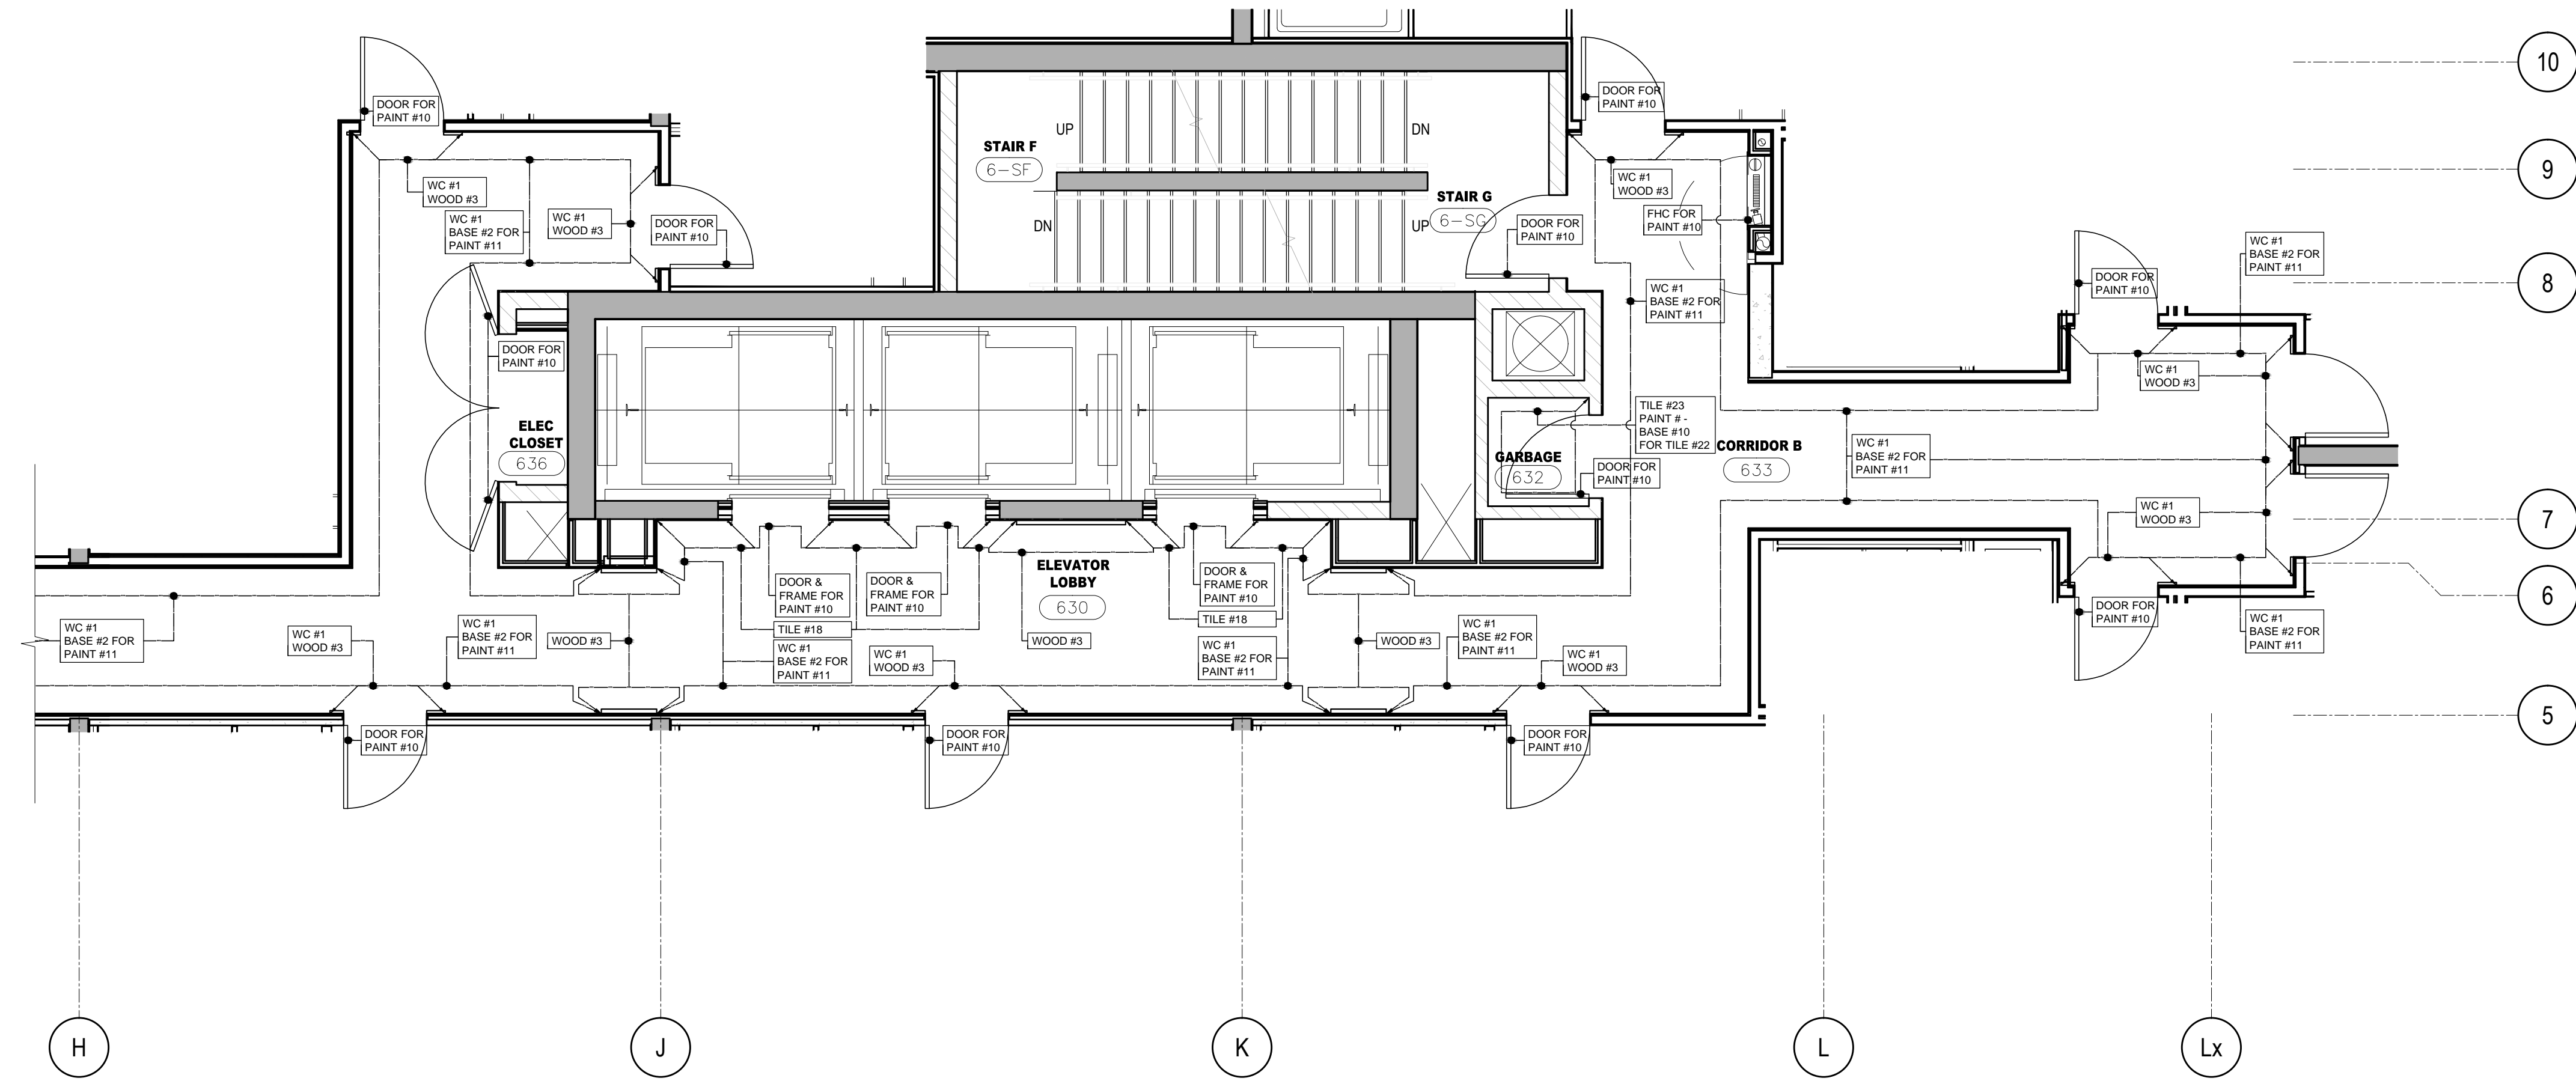 10
DOOR FOR
PAINT #10
DOOR FOR
PAINT #10
UP
DN
STAIR F
6-SF
9
WC #1
WOOD #3
WC #1
WOOD #3
WC #1
BASE #2 FOR
PAINT #11
WC #1
WOOD #3
DOOR FOR
PAINT #10
STAIR G
6-SG
DN
UP
DOOR FOR
PAINT #10
FHC FOR
PAINT #10
WC #1
BASE #2 FOR
PAINT #11
8
DOOR FOR
PAINT #10
WC #1
BASE #2 FOR
PAINT #11
DOOR FOR
PAINT #10
WC #1
WOOD #3
ELEC
CLOSET
636
TILE #23
PAINT # -
BASE #10
FOR TILE #22
GARBAGE
632
DOOR FOR
PAINT #10
CORRIDOR B
633
WC #1
BASE #2 FOR
PAINT #11
WC #1
WOOD #3
7
DOOR &
FRAME FOR
PAINT #10
DOOR &
FRAME FOR
PAINT #10
ELEVATOR
LOBBY
630
DOOR &
FRAME FOR
PAINT #10
6
DOOR FOR
PAINT #10
WC #1
BASE #2 FOR
PAINT #11
WC #1
BASE #2 FOR
PAINT #11
WC #1
WOOD #3
WC #1
BASE #2 FOR
PAINT #11
WOOD #3
TILE #18
WC #1
BASE #2 FOR
PAINT #11
WC #1
WOOD #3
WOOD #3
TILE #18
WC #1
BASE #2 FOR
PAINT #11
WOOD #3
WC #1
BASE #2 FOR
PAINT #11
WC #1
WOOD #3
5
DOOR FOR
PAINT #10
DOOR FOR
PAINT #10
DOOR FOR
PAINT #10
H
J
K
L
Lx